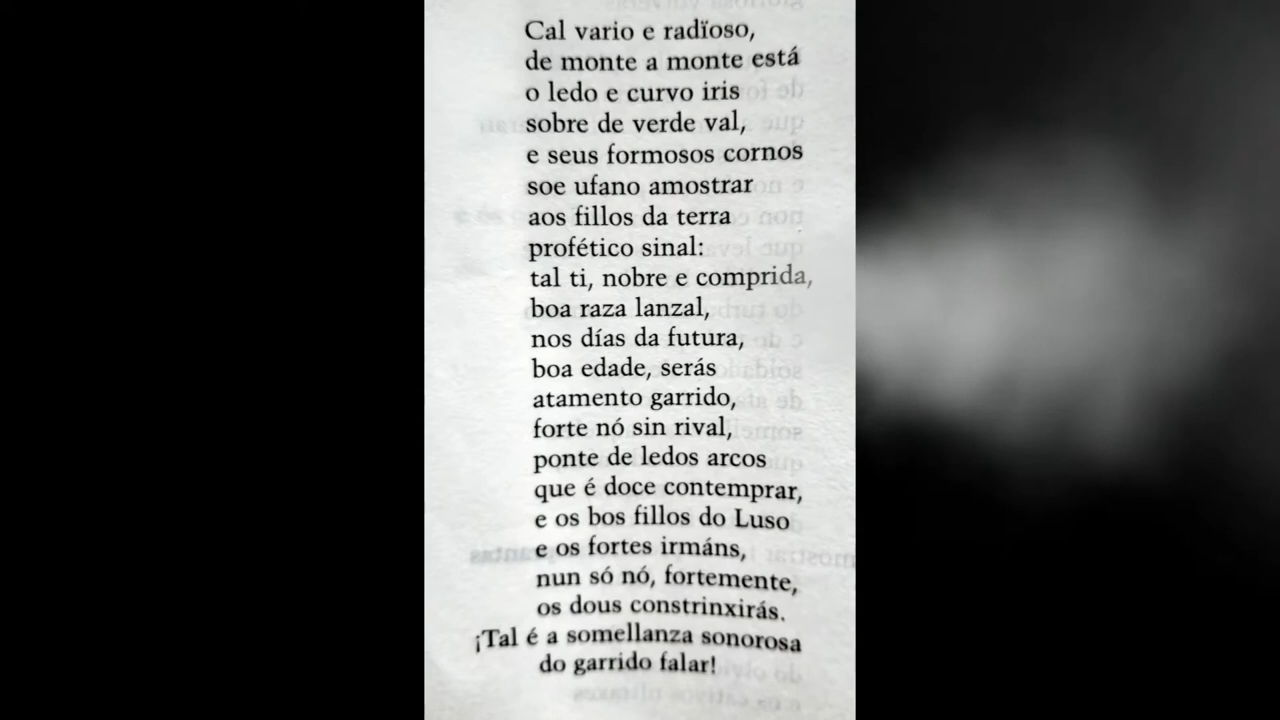 Cal vario e radïoso,
de monte a monte está
o ledo e curvo iris
sobre de verde val,
e seus formosos cornos
soe ufano amostrar
aos fillos da terra
profético sinal:
tal ti, nobre e comprida,
boa raza lanzal,
nos días da futura,
boa edade, serás
atamento garrido,
forte nó sin rival,
ponte de ledos arcos
que é doce contemprar,
e os bos fillos do Luso
e os fortes irmáns,
nun só nó, fortemente,
os dous constrinxirás.
¡Tal é a somellanza sonorosa
do garrido falar!